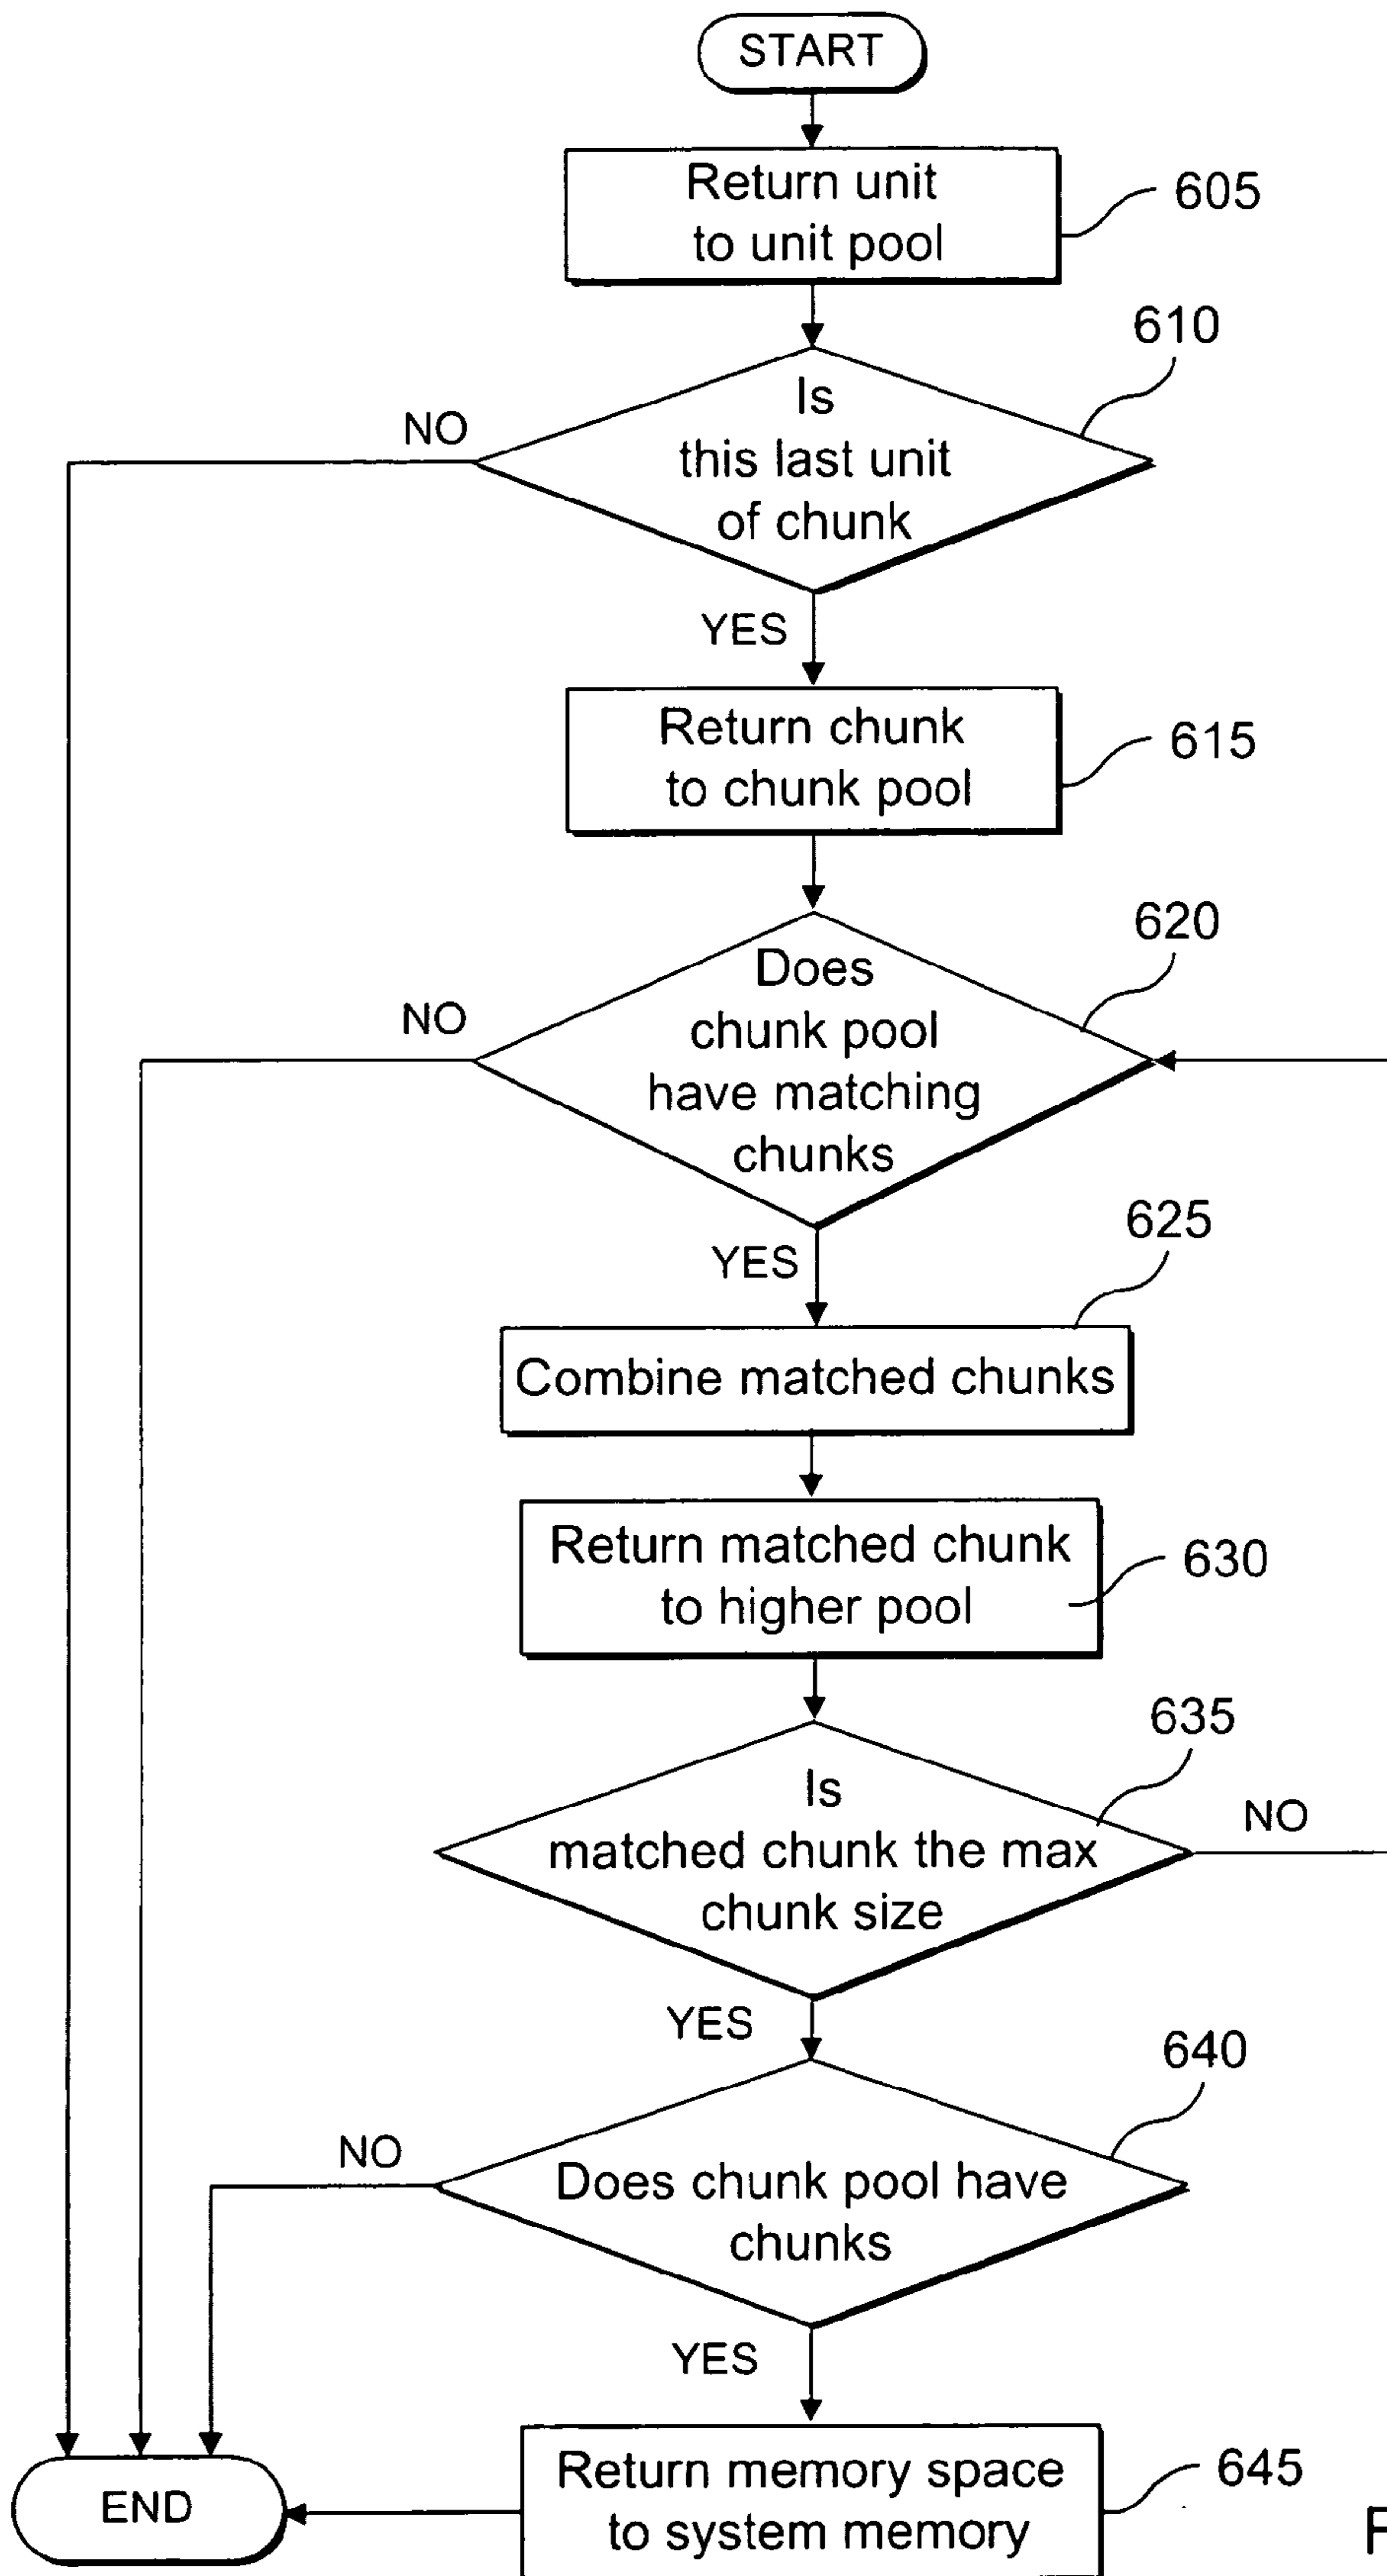 START
Return unit
to unit pool
605
610
Is
this last unit
of chunk
NO
YES
Return chunk
to chunk pool
615
620
Does
chunk pool
have matching
chunks
NO
YES
625
Combine matched chunks
Return matched chunk
to higher pool
630
635
Is
matched chunk the max
chunk size
NO
YES
640
Does chunk pool have
chunks
NO
YES
Return memory space
to system memory
645
END